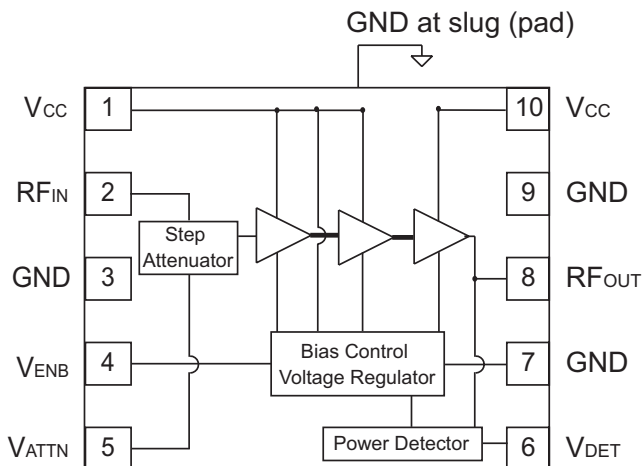 GND at slug (pad)
VCC 1
10 VCC
RFIN 2
9 GND
Step
Attenuator
GND 3
8 RFOUT
VENB 4
Bias Control
Voltage Regulator
7 GND
VATTN 5
Power Detector
6 VDET